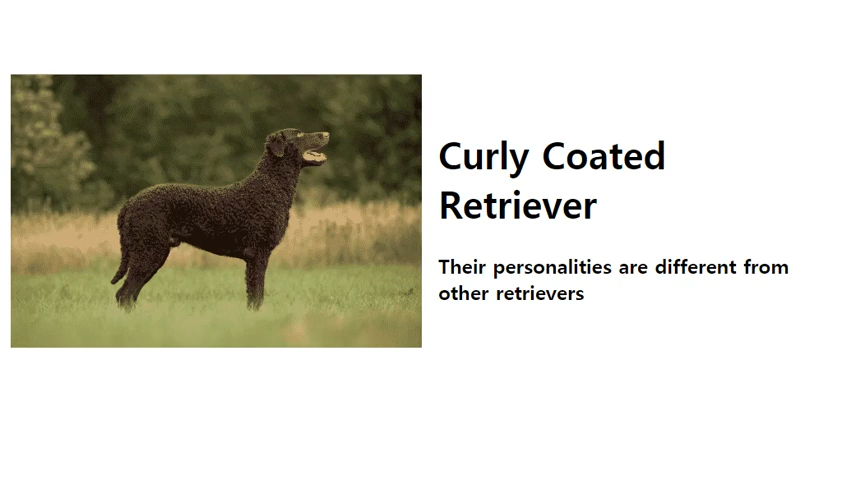 Curly Coated
Retriever
Their personalities are different from
other retrievers